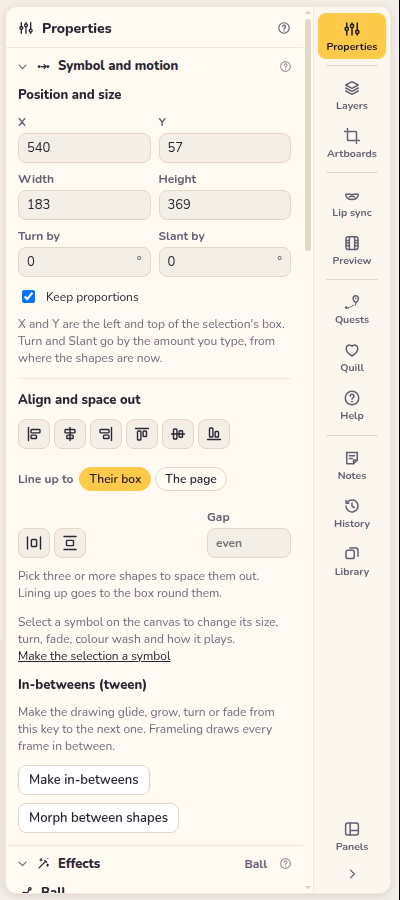 Properties
Symbol and motion
Position and size
X Y
540 57
Width Height
183 369
Turn by Slant by
0 ° 0 °
Keep proportions
X and Y are the left and top of the selection's box.
Turn and Slant go by the amount you type, from
where the shapes are now.
Align and space out
Line up to Their box The page
Gap
even
Pick three or more shapes to space them out.
Lining up goes to the box round them.
Select a symbol on the canvas to change its size,
turn, fade, colour wash and how it plays.
Make the selection a symbol
In-betweens (tween)
Make the drawing glide, grow, turn or fade from
this key to the next one. Frameling draws every
frame in between.
Make in-betweens
Morph between shapes
Effects Ball
Ball
Properties
Layers
Artboards
Lip sync
Preview
Quests
Quill
Help
Notes
History
Library
Panels